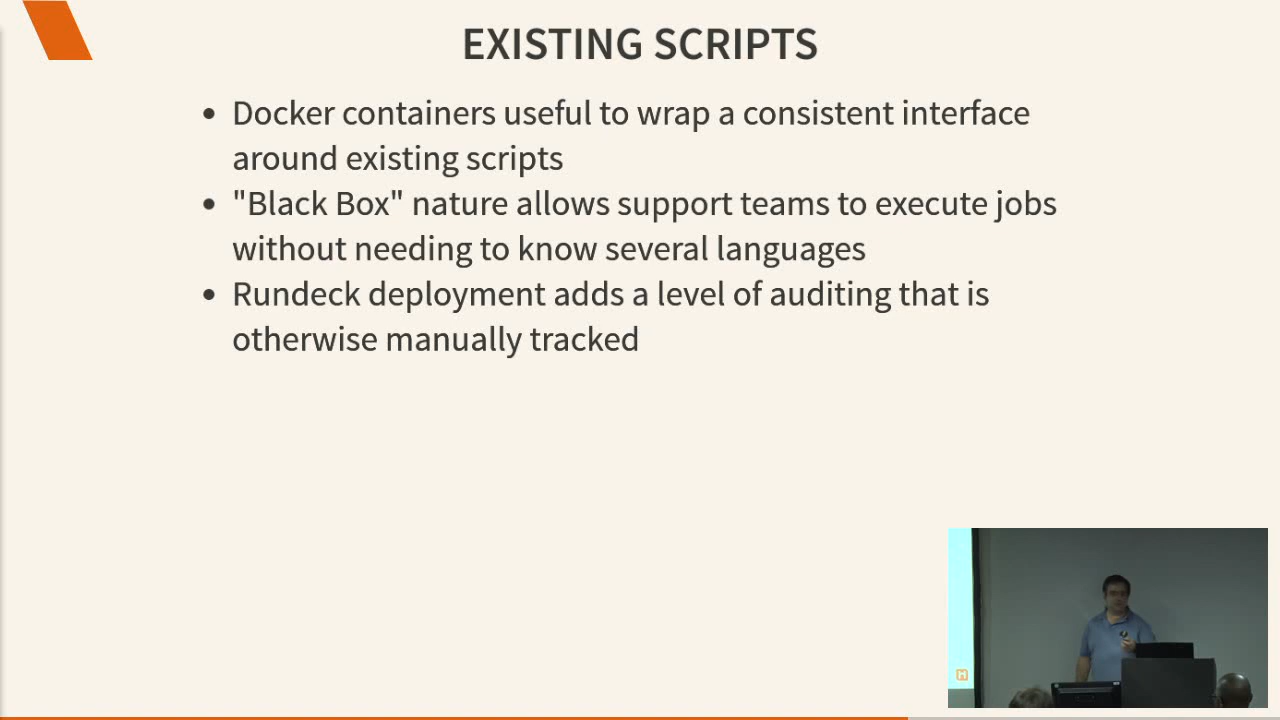 EXISTING SCRIPTS
• Docker containers useful to wrap a consistent interface
around existing scripts
• "Black Box" nature allows support teams to execute jobs
without needing to know several languages
• Rundeck deployment adds a level of auditing that is
otherwise manually tracked